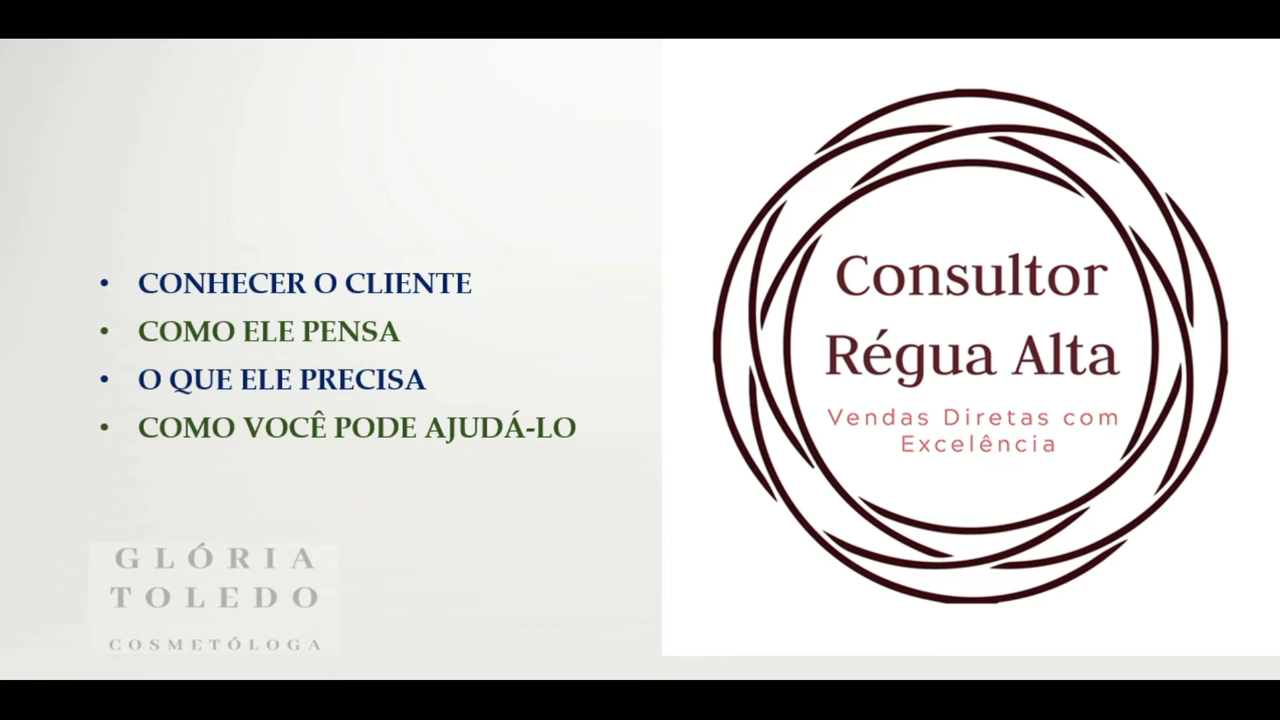 • CONHECER O CLIENTE
• COMO ELE PENSA
• O QUE ELE PRECISA
• COMO VOCÊ PODE AJUDÁ-LO
GLÓRIA
TOLEDO
COSMETÓLOGA
Consultor
Régua Alta
Vendas Diretas com
Excelência